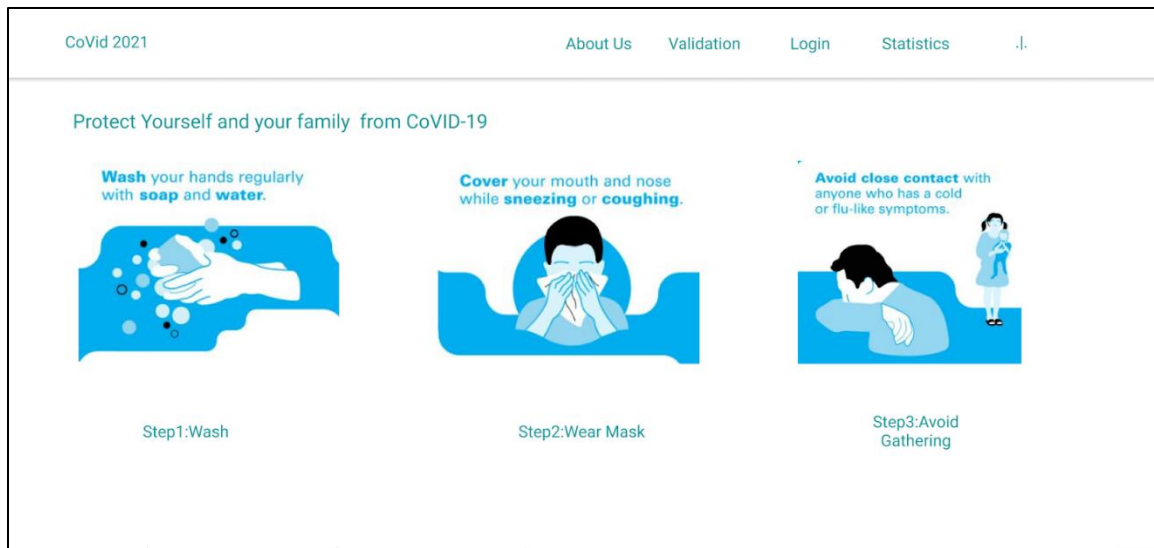 CoVid 2021
About Us
Validation
Login
Statistics
.|.
Protect Yourself and your family from CoVID-19
Wash your hands regularly
with soap and water.
Cover your mouth and nose
while sneezing or coughing.
Avoid close contact with
anyone who has a cold
or flu-like symptoms.
Step1:Wash
Step2:Wear Mask
Step3:Avoid
Gathering